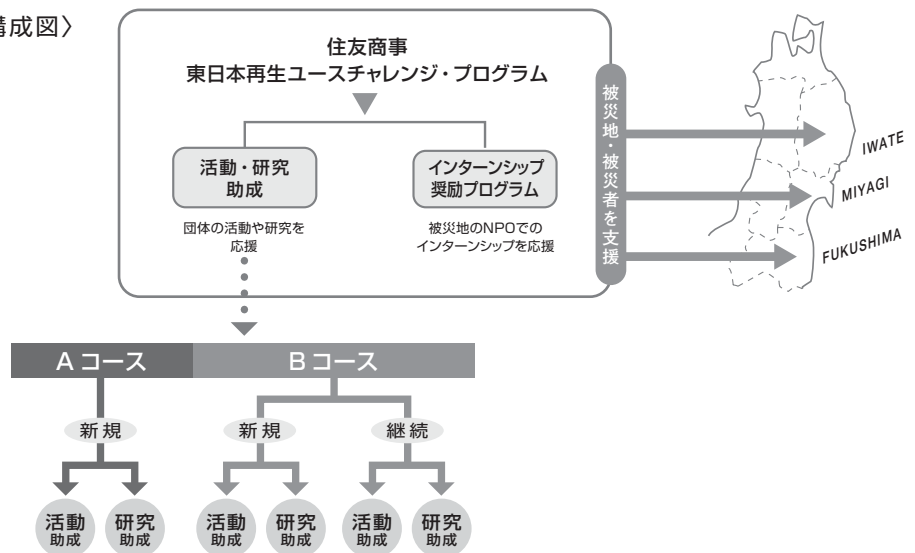 構成図〉
住友商事
東日本再生ユースチャレンジ・プログラム
活動・研究
助成
インターンシップ
奨励プログラム
団体の活動や研究を
応援
被災地のNPOでの
インターンシップを応援
被災地・被災者を支援
IWATE
MIYAGI
FUKUSHIMA
Aコース
Bコース
新規
新規
継続
活動
助成
研究
助成
活動
助成
研究
助成
活動
助成
研究
助成